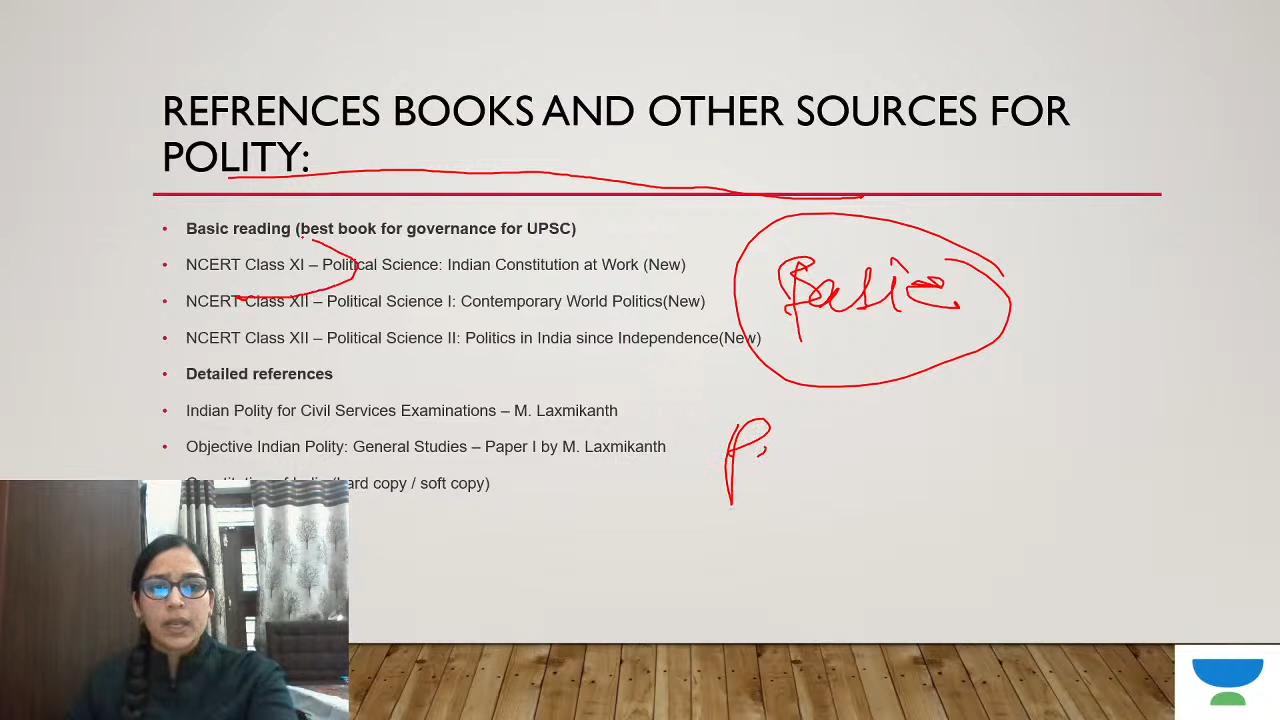 REFRENCES BOOKS AND OTHER SOURCES FOR
POLITY:
Basic reading (best book for governance for UPSC)
NCERT Class XI – Political Science: Indian Constitution at Work (New)
NCERT Class XII – Political Science I: Contemporary World Politics(New)
NCERT Class XII – Political Science II: Politics in India since Independence(New)
Basic
Detailed references
Indian Polity for Civil Services Examinations – M. Laxmikanth
Objective Indian Polity: General Studies – Paper I by M. Laxmikanth
(hard copy / soft copy)